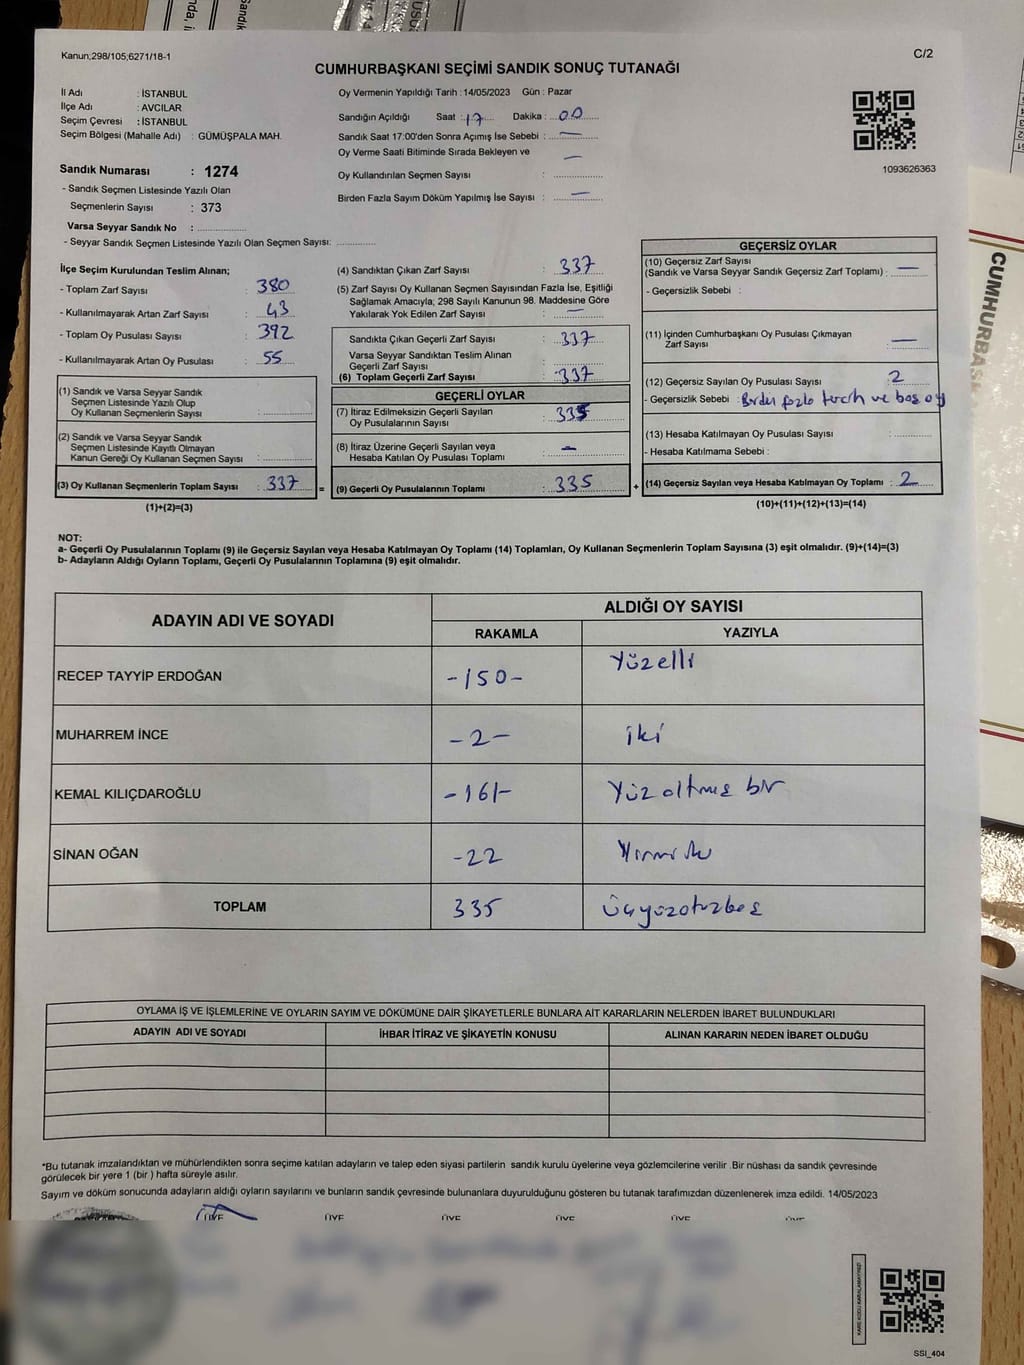 Kanun;298/105;6271/18-1
C/2
CUMHURBAŞKANI SEÇİMİ SANDIK SONUÇ TUTANAĞI
İl Adı : İSTANBUL
İlçe Adı : AVCILAR
Seçim Çevresi : İSTANBUL
Seçim Bölgesi (Mahalle Adı) : GÜMÜŞPALA MAH.
Sandık Numarası : 1274
- Sandık Seçmen Listesinde Yazılı Olan
Seçmenlerin Sayısı : 373
Varsa Seyyar Sandık No : ..............
- Seyyar Sandık Seçmen Listesinde Yazılı Olan Seçmen Sayısı: ............
Oy Vermenin Yapıldığı Tarih : 14/05/2023 Gün : Pazar
Sandığın Açıldığı Saat : 17 Dakika : 00
Sandık Saat 17:00'den Sonra Açımış İse Sebebi : —
Oy Verme Saati Bitiminde Sırada Bekleyen ve
Oy Kullandırılan Seçmen Sayısı : —
Birden Fazla Sayım Döküm Yapılmış İse Sayısı : —
1093626363
İlçe Seçim Kurulundan Teslim Alınan;
- Toplam Zarf Sayısı : 380
- Kullanılmayarak Artan Zarf Sayısı : 43
- Toplam Oy Pusulası Sayısı : 392
- Kullanılmayarak Artan Oy Pusulası : 55
(1) Sandık ve Varsa Seyyar Sandık
Seçmen Listesinde Yazılı Olup
Oy Kullanan Seçmenlerin Sayısı : ..............
(2) Sandık ve Varsa Seyyar Sandık
Seçmen Listesinde Kayıtlı Olmayan
Kanun Gereği Oy Kullanan Seçmen Sayısı : ..............
(3) Oy Kullanan Seçmenlerin Toplam Sayısı : 337 =
(1)+(2)=(3)
(4) Sandıktan Çıkan Zarf Sayısı : 337
(5) Zarf Sayısı Oy Kullanan Seçmen Sayısından Fazla İse, Eşitliği
Sağlamak Amacıyla; 298 Sayılı Kanunun 98. Maddesine Göre
Yakılarak Yok Edilen Zarf Sayısı : —
Sandıkta Çıkan Geçerli Zarf Sayısı : 337
Varsa Seyyar Sandıktan Teslim Alınan
Geçerli Zarf Sayısı : ..............
(6) Toplam Geçerli Zarf Sayısı : 337
GEÇERLİ OYLAR
(7) İtiraz Edilmeksizin Geçerli Sayılan
Oy Pusulalarının Sayısı : 335
(8) İtiraz Üzerine Geçerli Sayılan veya
Hesaba Katılan Oy Pusulası Toplamı : —
(9) Geçerli Oy Pusulalarının Toplamı : 335 +
GEÇERSİZ OYLAR
(10) Geçersiz Zarf Sayısı
(Sandık ve Varsa Seyyar Sandık Geçersiz Zarf Toplamı) : —
- Geçersizlik Sebebi :
(11) İçinden Cumhurbaşkanı Oy Pusulası Çıkmayan
Zarf Sayısı : —
(12) Geçersiz Sayılan Oy Pusulası Sayısı : 2
- Geçersizlik Sebebi : Birden fazla tercih ve boş oy
(13) Hesaba Katılmayan Oy Pusulası Sayısı : ..............
- Hesaba Katılmama Sebebi :
(14) Geçersiz Sayılan veya Hesaba Katılmayan Oy Toplamı : 2
(10)+(11)+(12)+(13)=(14)
NOT:
a- Geçerli Oy Pusulalarının Toplamı (9) ile Geçersiz Sayılan veya Hesaba Katılmayan Oy Toplamı (14) Toplamları, Oy Kullanan Seçmenlerin Toplam Sayısına (3) eşit olmalıdır. (9)+(14)=(3)
b- Adayların Aldığı Oyların Toplamı, Geçerli Oy Pusulalarının Toplamına (9) eşit olmalıdır.
ADAYIN ADI VE SOYADI
ALDIĞI OY SAYISI
RAKAMLA YAZIYLA
RECEP TAYYİP ERDOĞAN -150- Yüzelli
MUHARREM İNCE -2- iki
KEMAL KILIÇDAROĞLU -161- Yüz altmış bir
SİNAN OĞAN -22 Yirmi iki
TOPLAM 335 Üçyüzotuzbeş
OYLAMA İŞ VE İŞLEMLERİNE VE OYLARIN SAYIM VE DÖKÜMÜNE DAİR ŞİKAYETLERLE BUNLARA AİT KARARLARIN NELERDEN İBARET BULUNDUKLARI
ADAYIN ADI VE SOYADI İHBAR İTİRAZ VE ŞİKAYETİN KONUSU ALINAN KARARIN NEDEN İBARET OLDUĞU
*Bu tutanak imzalandıktan ve mühürlendikten sonra seçime katılan adayların ve talep eden siyasi partilerin sandık kurulu üyelerine veya gözlemcilerine verilir .Bir nüshası da sandık çevresinde
görülecek bir yere 1 (bir ) hafta süreyle asılır.
Sayım ve döküm sonucunda adayların aldığı oyların sayılarını ve bunların sandık çevresinde bulunanlara duyurulduğunu gösteren bu tutanak tarafımızdan düzenlenerek imza edildi. 14/05/2023
ÜYE ÜYE ÜYE ÜYE ÜYE ÜYE
KARE KODU KARALAMAYINIZ!
SSI_404
CUMHURBAŞ